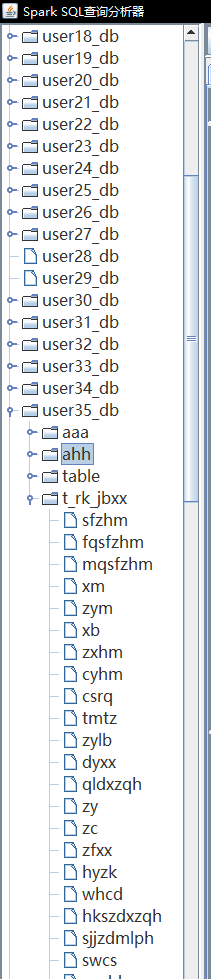 Spark SQL查询分析器
user18_db
user19_db
user20_db
user21_db
user22_db
user23_db
user24_db
user25_db
user26_db
user27_db
user28_db
user29_db
user30_db
user31_db
user32_db
user33_db
user34_db
user35_db
aaa
ahh
table
t_rk_jbxx
sfzhm
fqsfzhm
mqsfzhm
xm
zym
xb
zxhm
cyhm
csrq
tmtz
zylb
dyxx
qldxzqh
zy
zc
zfxx
hyzk
whcd
hkszdxzqh
sjjzdmlph
swcs